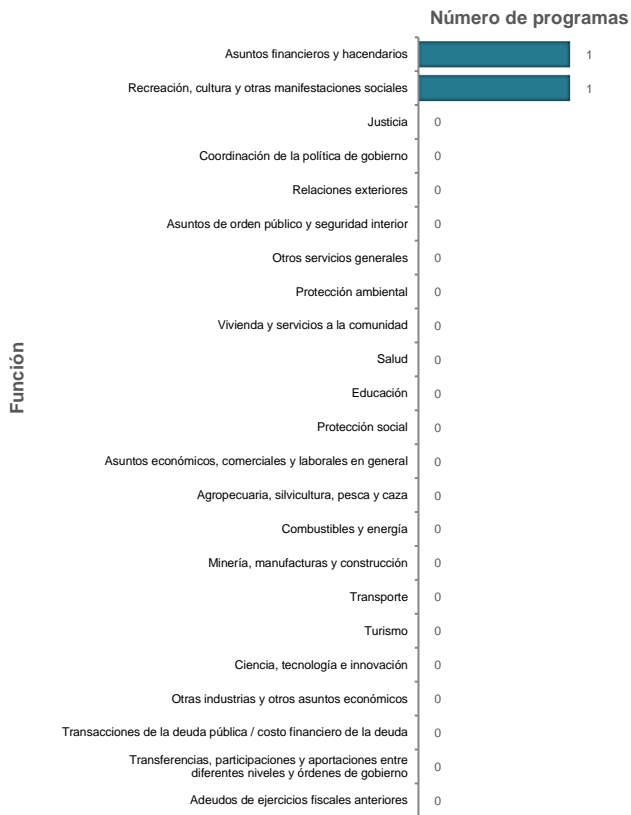 Número de programas
Asuntos financieros y hacendarios 1
Recreación, cultura y otras manifestaciones sociales 1
Justicia 0
Coordinación de la política de gobierno 0
Relaciones exteriores 0
Asuntos de orden público y seguridad interior 0
Otros servicios generales 0
Protección ambiental 0
Vivienda y servicios a la comunidad 0
Salud 0
Educación 0
Protección social 0
Asuntos económicos, comerciales y laborales en general 0
Agropecuaria, silvicultura, pesca y caza 0
Combustibles y energía 0
Minería, manufacturas y construcción 0
Transporte 0
Turismo 0
Ciencia, tecnología e innovación 0
Otras industrias y otros asuntos económicos 0
Transacciones de la deuda pública / costo financiero de la deuda 0
Transferencias, participaciones y aportaciones entre
diferentes niveles y órdenes de gobierno 0
Adeudos de ejercicios fiscales anteriores 0
Función